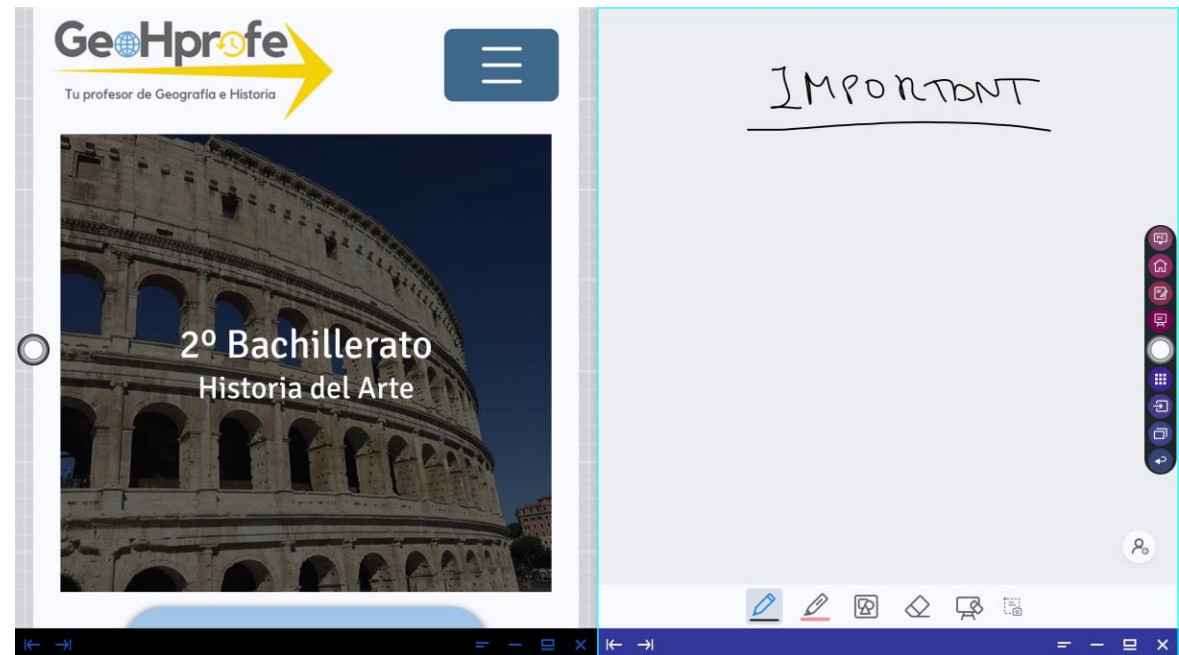 GeoHprofe
Tu profesor de Geografía e Historia
2º Bachillerato
Historia del Arte
IMPORTANT